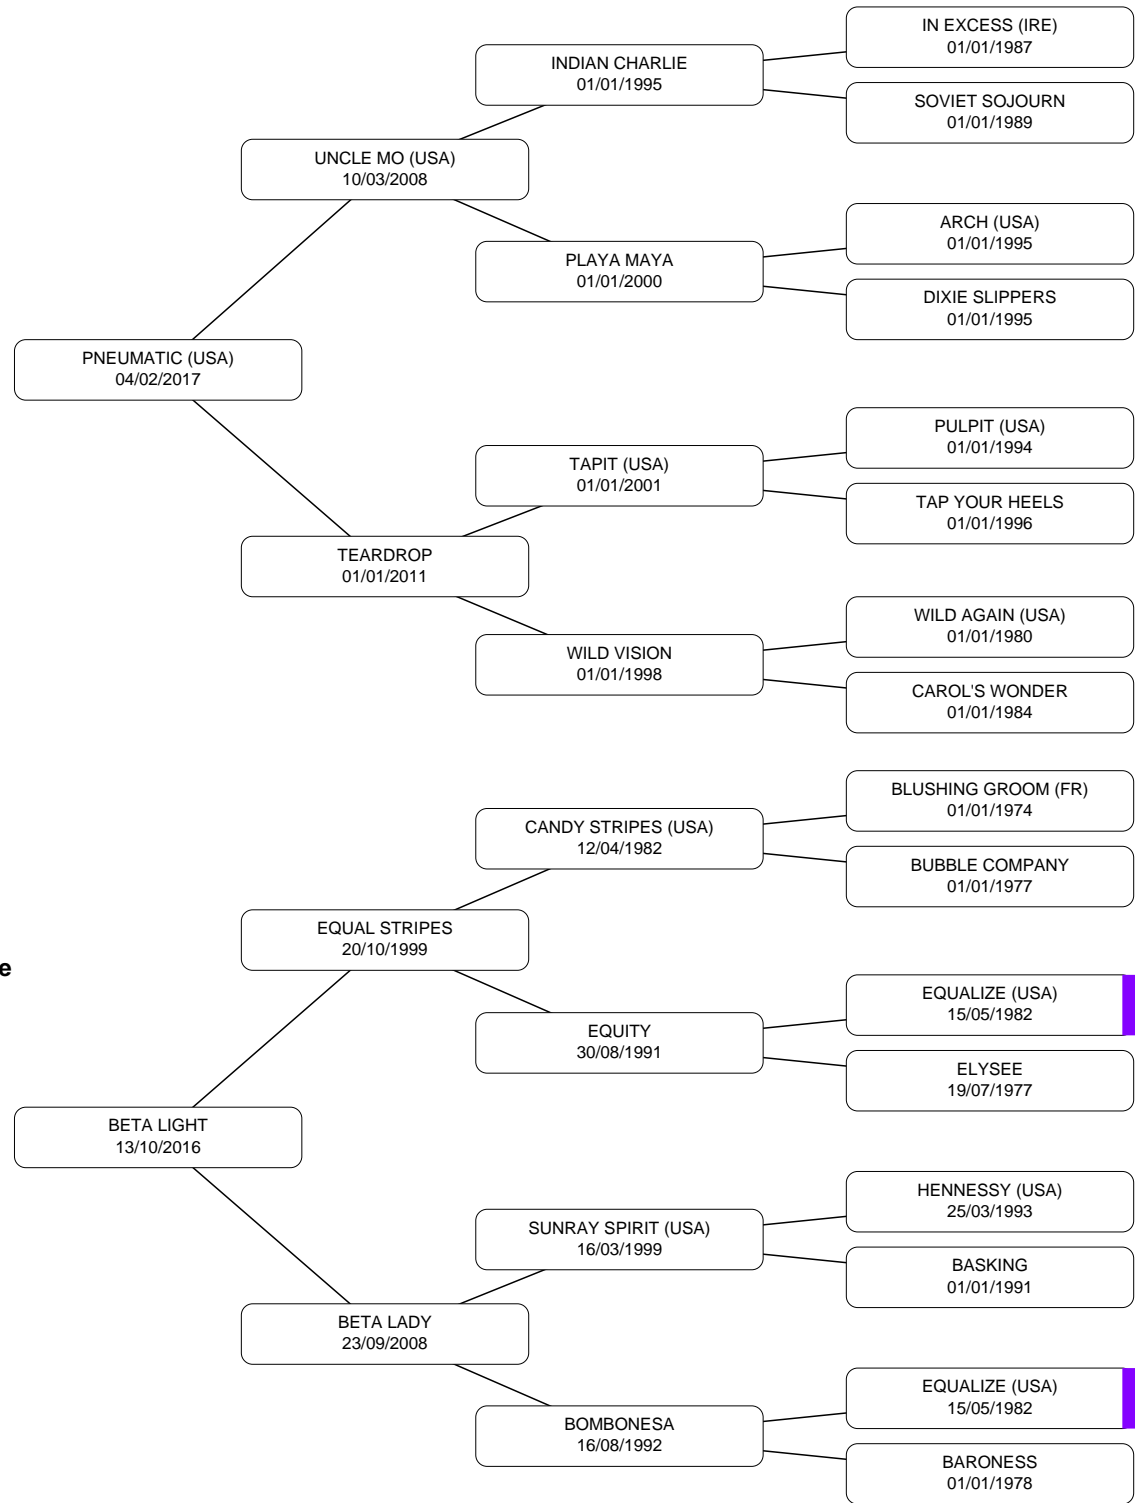 IN EXCESS (IRE)
01/01/1987
INDIAN CHARLIE
01/01/1995
SOVIET SOJOURN
01/01/1989
UNCLE MO (USA)
10/03/2008
ARCH (USA)
01/01/1995
PLAYA MAYA
01/01/2000
DIXIE SLIPPERS
01/01/1995
PNEUMATIC (USA)
04/02/2017
PULPIT (USA)
01/01/1994
TAPIT (USA)
01/01/2001
TAP YOUR HEELS
01/01/1996
TEARDROP
01/01/2011
WILD AGAIN (USA)
01/01/1980
WILD VISION
01/01/1998
CAROL'S WONDER
01/01/1984
BLUSHING GROOM (FR)
01/01/1974
CANDY STRIPES (USA)
12/04/1982
BUBBLE COMPANY
01/01/1977
EQUAL STRIPES
20/10/1999
e
EQUALIZE (USA)
15/05/1982
EQUITY
30/08/1991
ELYSEE
19/07/1977
BETA LIGHT
13/10/2016
HENNESSY (USA)
25/03/1993
SUNRAY SPIRIT (USA)
16/03/1999
BASKING
01/01/1991
BETA LADY
23/09/2008
EQUALIZE (USA)
15/05/1982
BOMBONESA
16/08/1992
BARONESS
01/01/1978